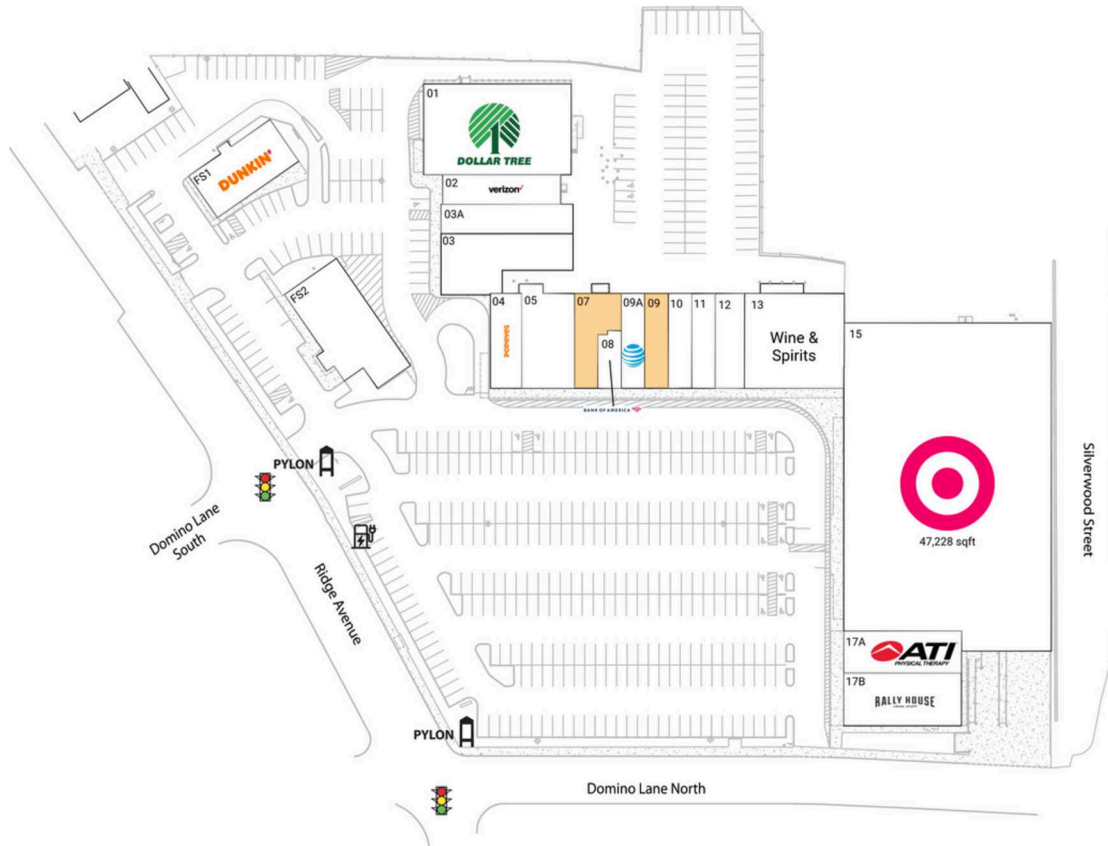 01
DOLLAR TREE
FS1
DUNKIN'
02
verizon
03A
03
FS2
04
POPEYES
05
07
08
09A
09
10
11
12
13
Wine &
Spirits
BANK OF AMERICA
15
47,228 sqft
Silverwood Street
PYLON
Domino Lane
South
Ridge Avenue
17A
ATI
PHYSICAL THERAPY
17B
RALLY HOUSE
PYLON
Domino Lane North